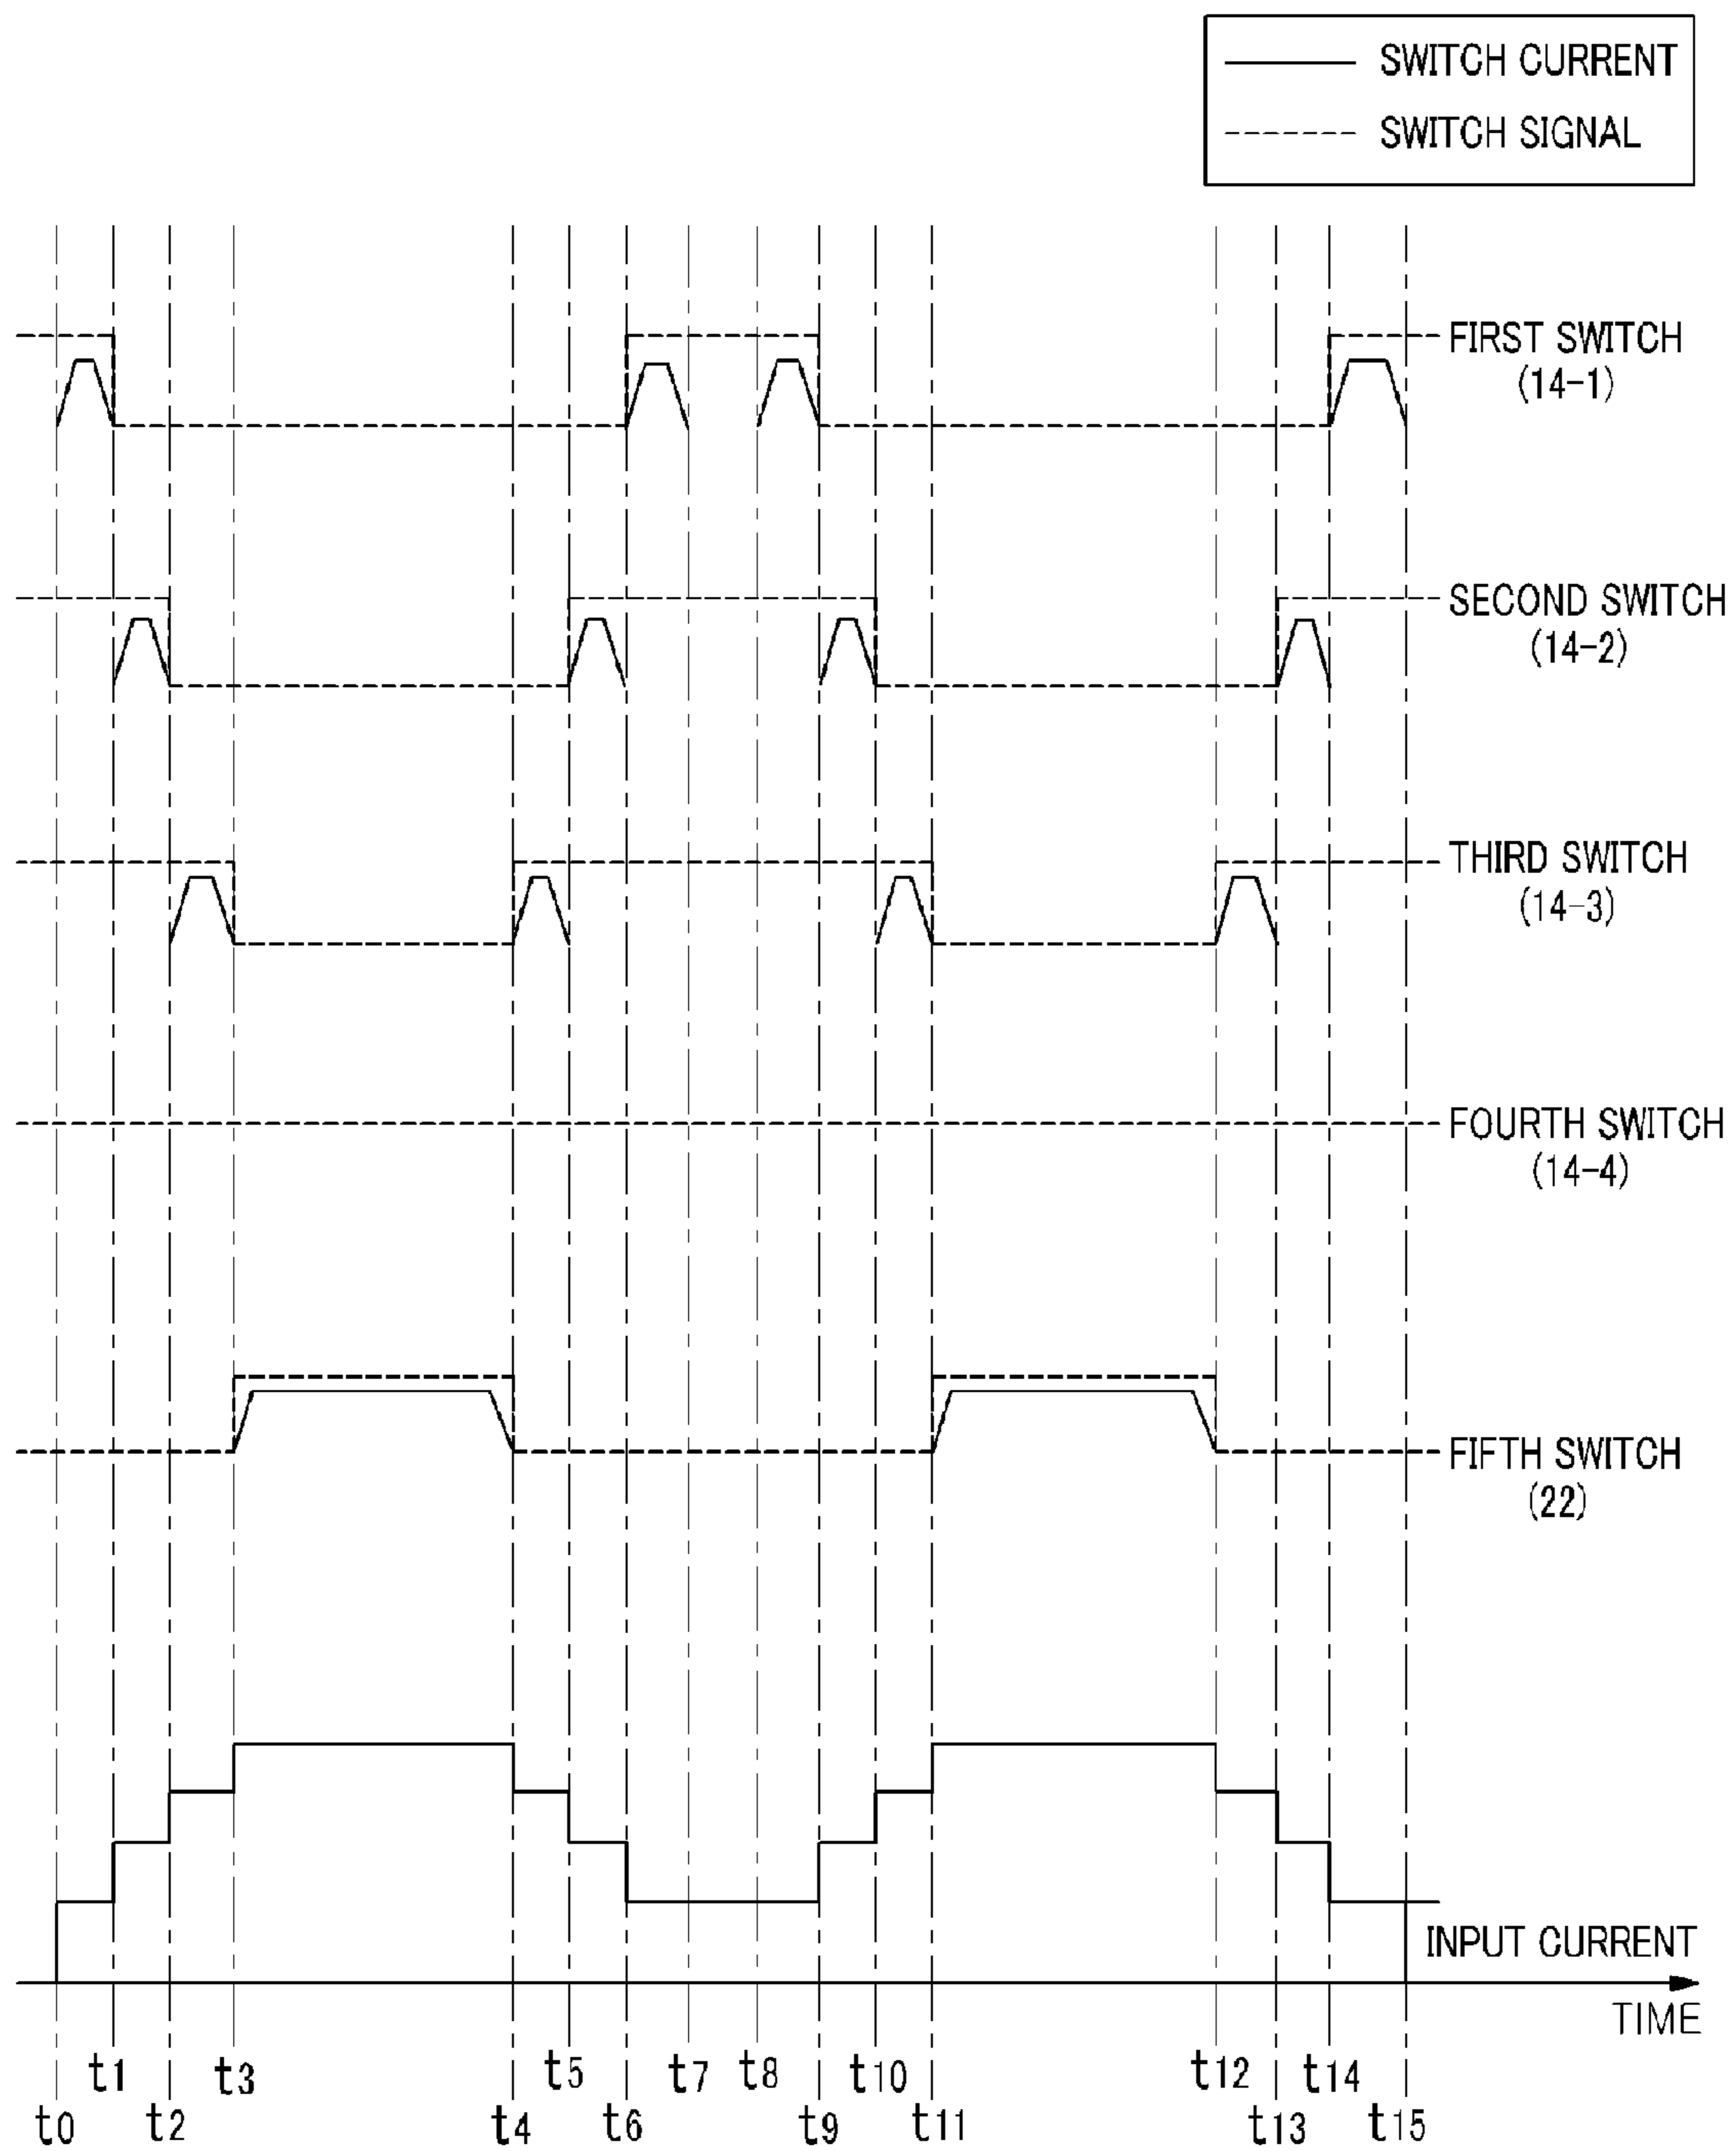 SWITCH CURRENT
SWITCH SIGNAL
FIRST SWITCH
(14-1)
SECOND SWITCH
(14-2)
THIRD SWITCH
(14-3)
FOURTH SWITCH
(14-4)
FIFTH SWITCH
(22)
INPUT CURRENT
TIME
t1 t3 t5 t7 t8 t10 t12 t14
t0 t2 t4 t6 t9 t11 t13 t15